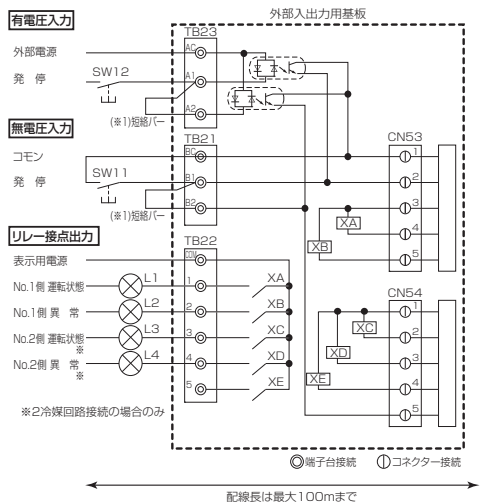 外部入出力用基板
有電圧入力
TB23
外部電源
AC
発 停
SW12
A1
A2
(※1)短絡バー
無電圧入力
TB21
CN53
コモン
BC
1
発 停
SW11
B1
2
B2
3
(※1)短絡バー
XA
4
XB
5
リレー接点出力
TB22
表示用電源
COM
CN54
No.1側 運転状態
L1
1
XA
1
No.1側 異 常
L2
2
XB
XC
2
No.2側 運転状態
※
L3
3
XC
XD
3
No.2側 異 常
※
L4
4
XD
XE
4
5
XE
5
※2冷媒回路接続の場合のみ
端子台接続
コネクター接続
配線長は最大100mまで